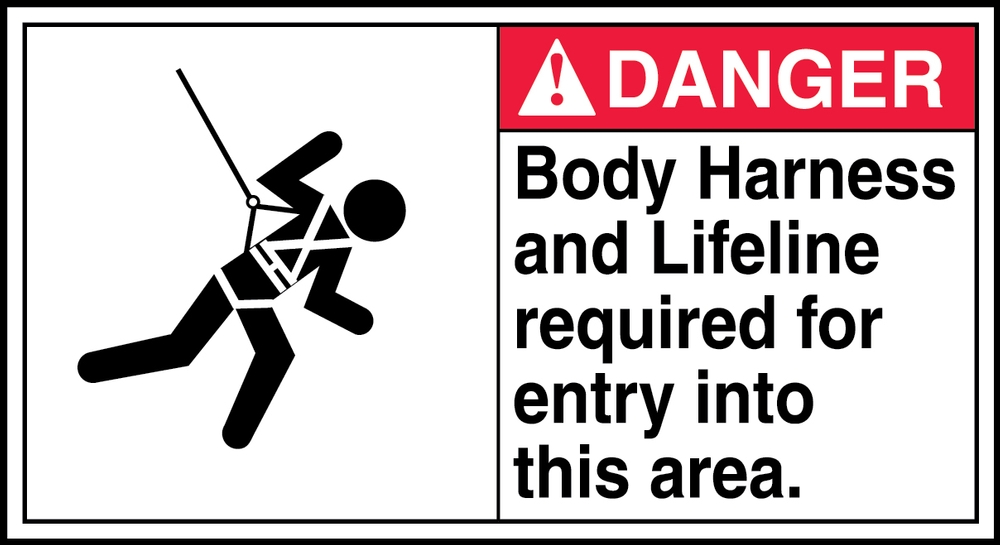 DANGER
Body Harness
and Lifeline
required for
entry into
this area.